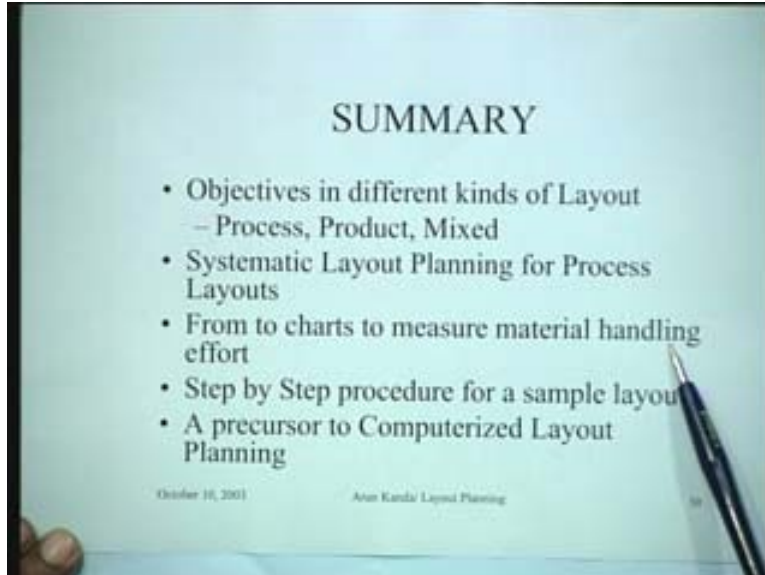 SUMMARY
• Objectives in different kinds of Layout
– Process, Product, Mixed
• Systematic Layout Planning for Process
Layouts
• From to charts to measure material handling
effort
• Step by Step procedure for a sample layou
• A precursor to Computerized Layout
Planning
October 10, 2003 Arun Kanda/ Layout Planning